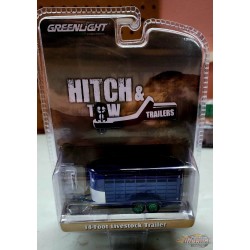 GREENLIGHT
HITCH &
TOW
TRAILERS
14-Foot Livestock Trailer